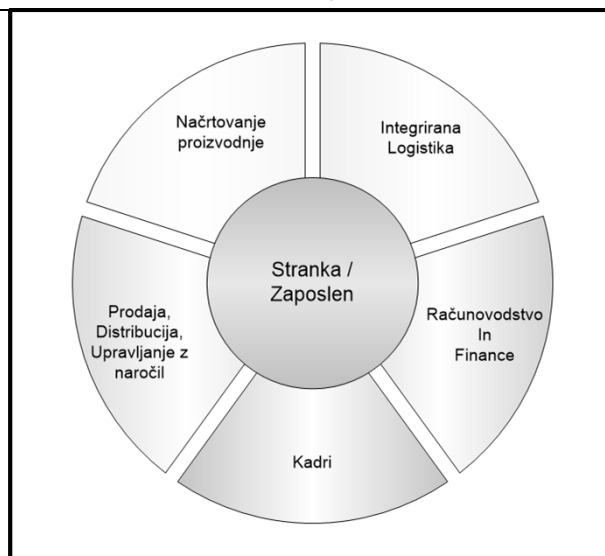 Načrtovanje
proizvodnje
Integrirana
Logistika
Stranka /
Zaposlen
Prodaja,
Distribucija,
Upravljanje z
naročil
Računovodstvo
In
Finance
Kadri